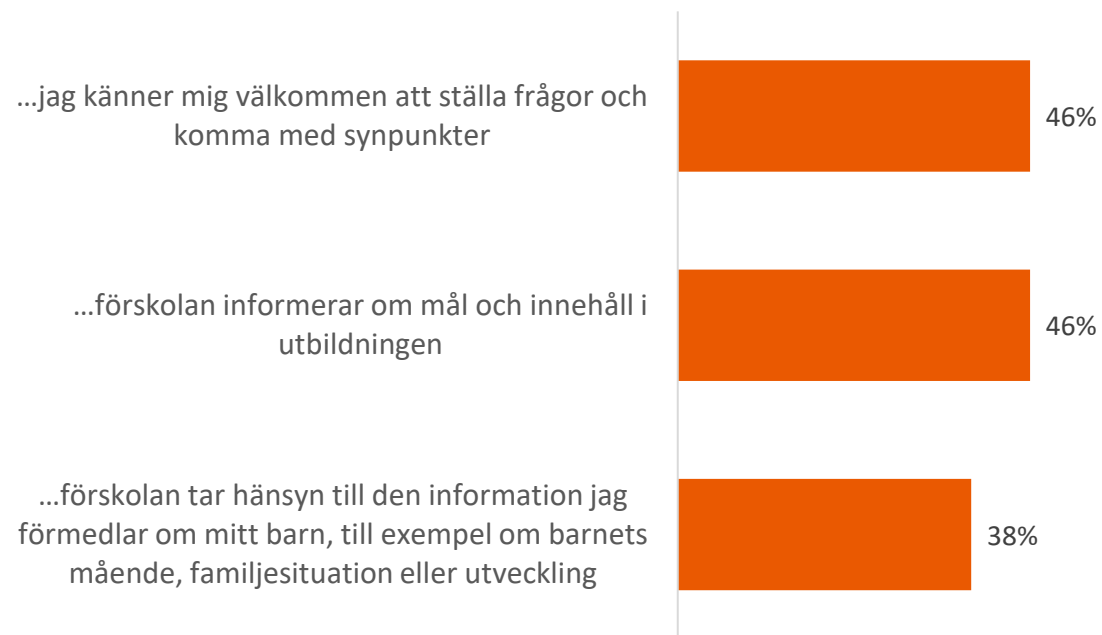 ...jag känner mig välkommen att ställa frågor och
komma med synpunkter
46%
...förskolan informerar om mål och innehåll i
utbildningen
46%
...förskolan tar hänsyn till den information jag
förmedlar om mitt barn, till exempel om barnets
mående, familjesituation eller utveckling
38%